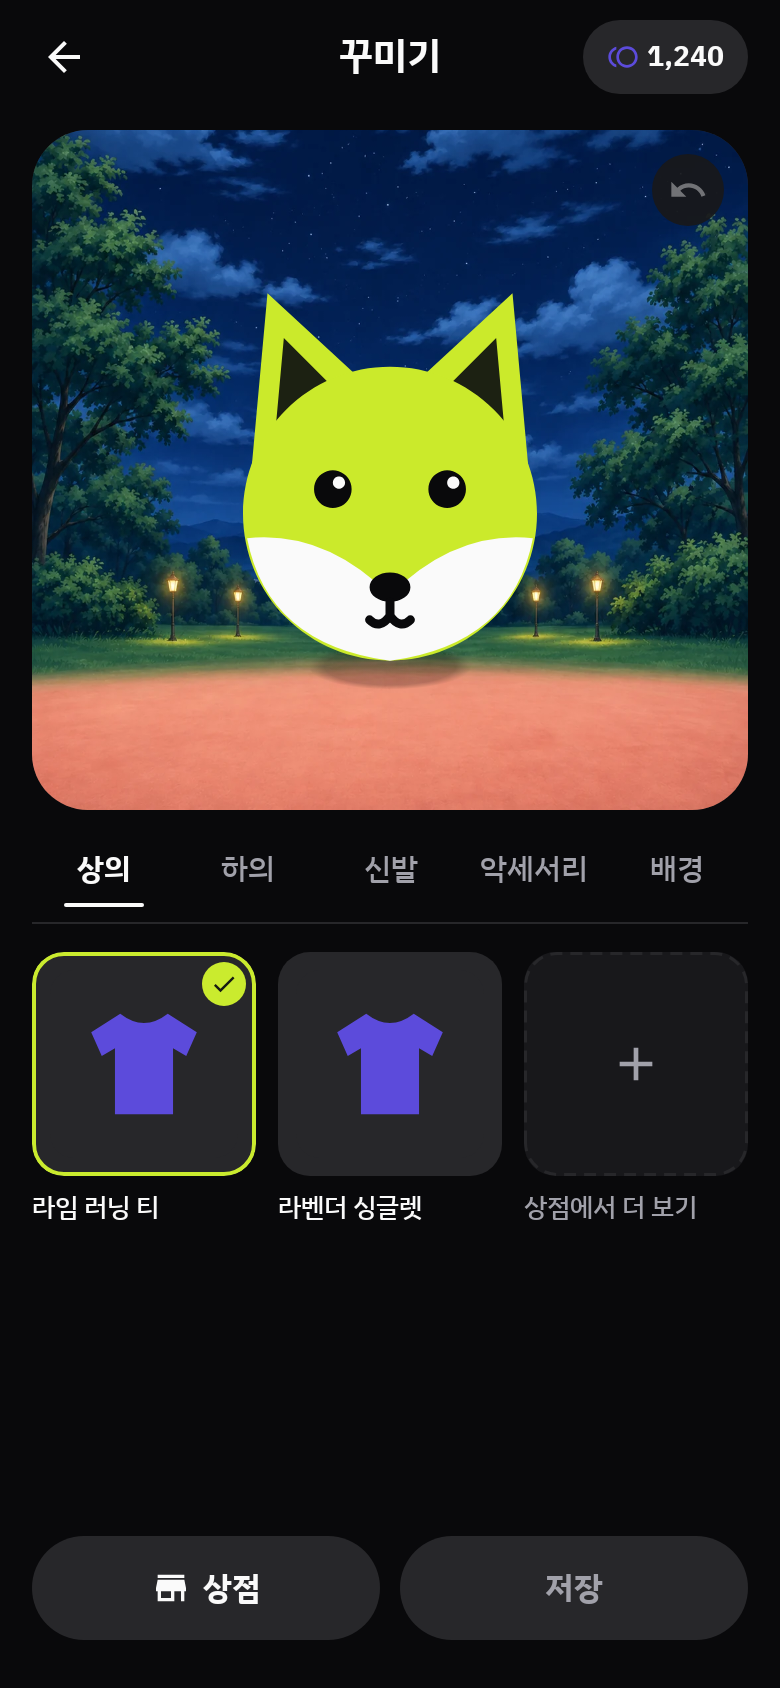 꾸미기
1,240
상의
하의
신발
악세서리
배경
라임 러닝 티
라벤더 싱글렛
상점에서 더 보기
상점
저장